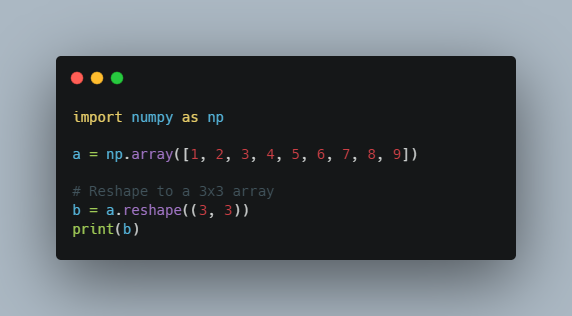 import numpy as np
a = np.array([1, 2, 3, 4, 5, 6, 7, 8, 9])
# Reshape to a 3x3 array
b = a.reshape((3, 3))
print(b)